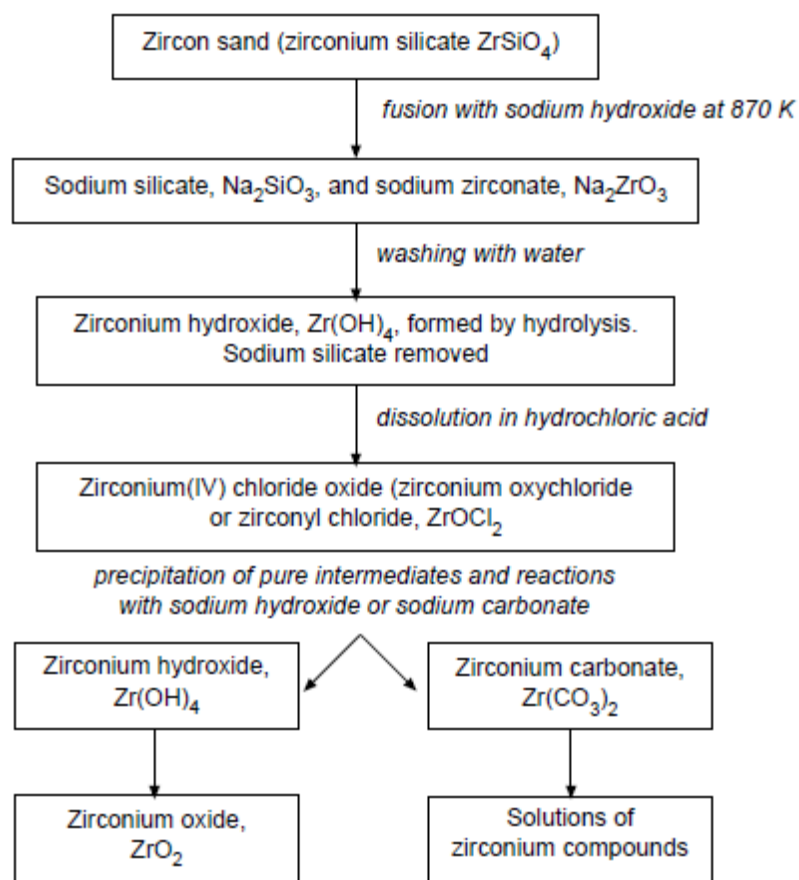 Zircon sand (zirconium silicate ZrSiO₄)
fusion with sodium hydroxide at 870 K
Sodium silicate, Na₂SiO₃, and sodium zirconate, Na₂ZrO₃
washing with water
Zirconium hydroxide, Zr(OH)₄, formed by hydrolysis.
Sodium silicate removed
dissolution in hydrochloric acid
Zirconium(IV) chloride oxide (zirconium oxychloride
or zirconyl chloride, ZrOCl₂
precipitation of pure intermediates and reactions
with sodium hydroxide or sodium carbonate
Zirconium hydroxide,
Zr(OH)₄
Zirconium carbonate,
Zr(CO₃)₂
Zirconium oxide,
ZrO₂
Solutions of
zirconium compounds